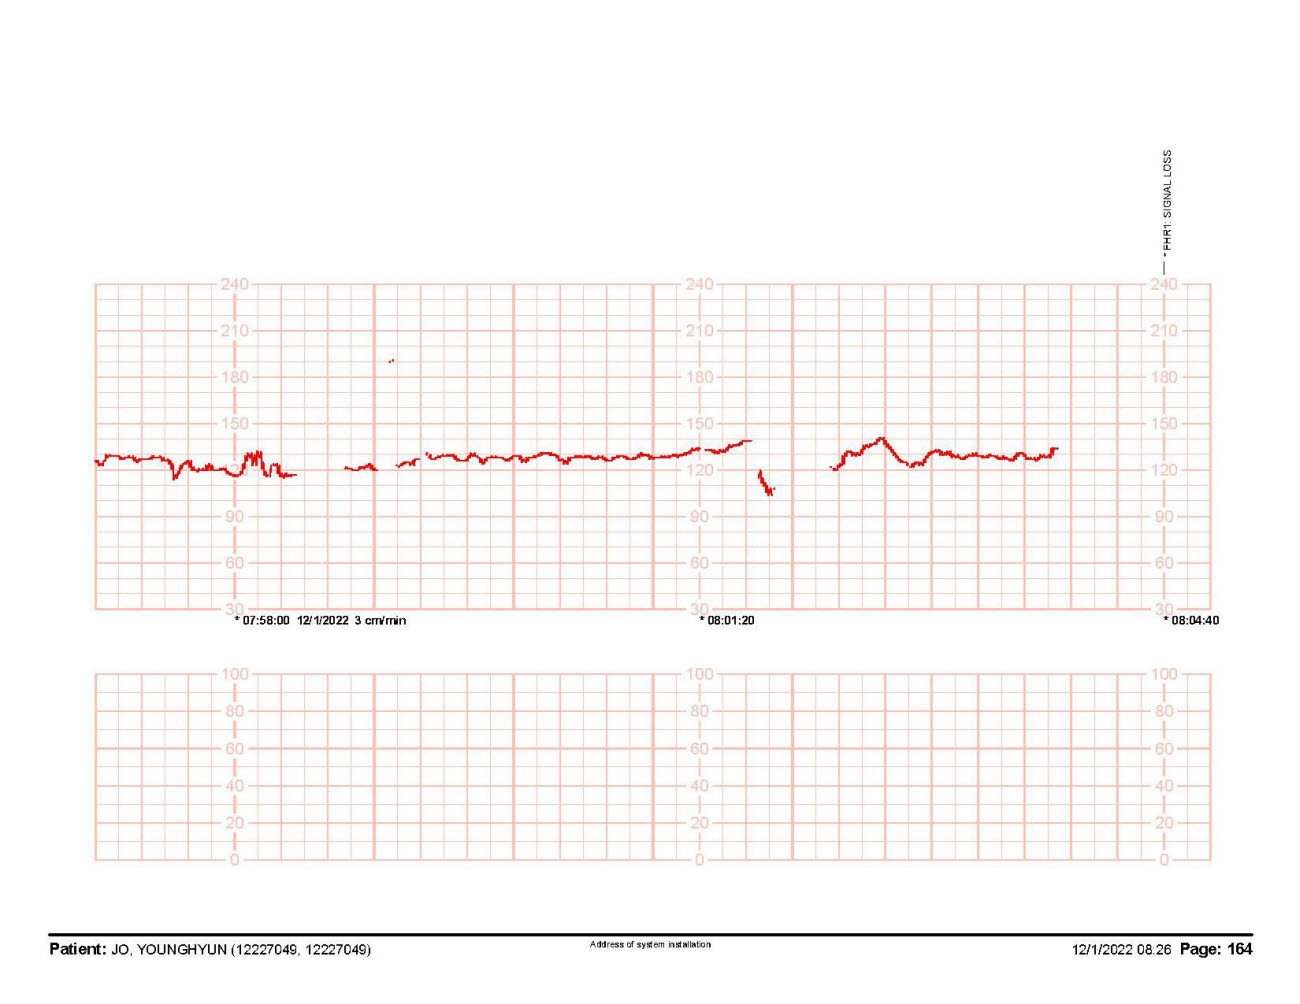 * FHR1: SIGNAL LOSS
240 240 240
210 210 210
180 180 180
150 150 150
120 120 120
90 90 90
60 60 60
30 30 30
* 07:58:00 12/1/2022 3 cm/min * 08:01:20 * 08:04:40
100 100 100
80 80 80
60 60 60
40 40 40
20 20 20
0 0 0
Patient: JO, YOUNGHYUN (12227049, 12227049) Address of system installation 12/1/2022 08:26 Page: 164